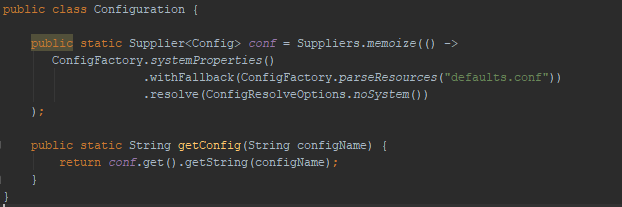 public class Configuration {
public static Supplier<Config> conf = Suppliers.memoize(() ->
ConfigFactory.systemProperties()
.withFallback(ConfigFactory.parseResources("defaults.conf"))
.resolve(ConfigResolveOptions.noSystem())
);
public static String getConfig(String configName) {
return conf.get().getString(configName);
}
}